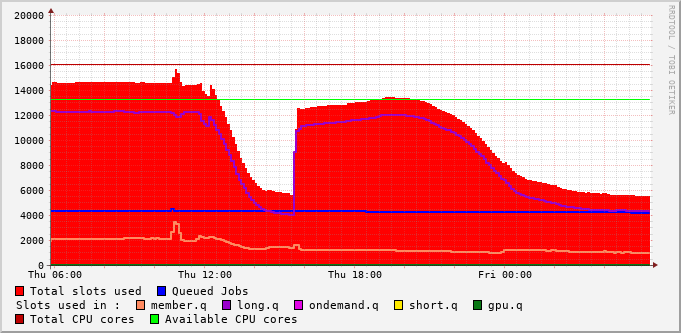 20000
18000
16000
14000
12000
10000
8000
6000
4000
2000
0
Thu 06:00 Thu 12:00 Thu 18:00 Fri 00:00
RRDTOOL / TOBI OETIKER
Total slots used Queued Jobs
Slots used in : member.q long.q ondemand.q short.q gpu.q
Total CPU cores Available CPU cores